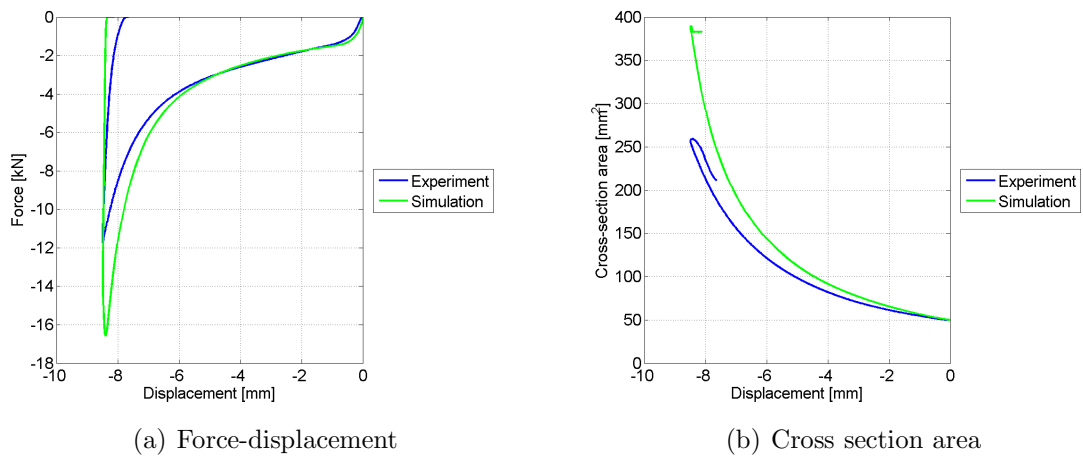 0
-2
-4
-6
-8
-10
-12
-14
-16
-18
Force [kN]
-10 -8 -6 -4 -2 0
Displacement [mm]
Experiment
Simulation
(a) Force-displacement
400
350
300
250
200
150
100
50
0
Cross-section area [mm2]
-10 -8 -6 -4 -2 0
Displacement [mm]
Experiment
Simulation
(b) Cross section area